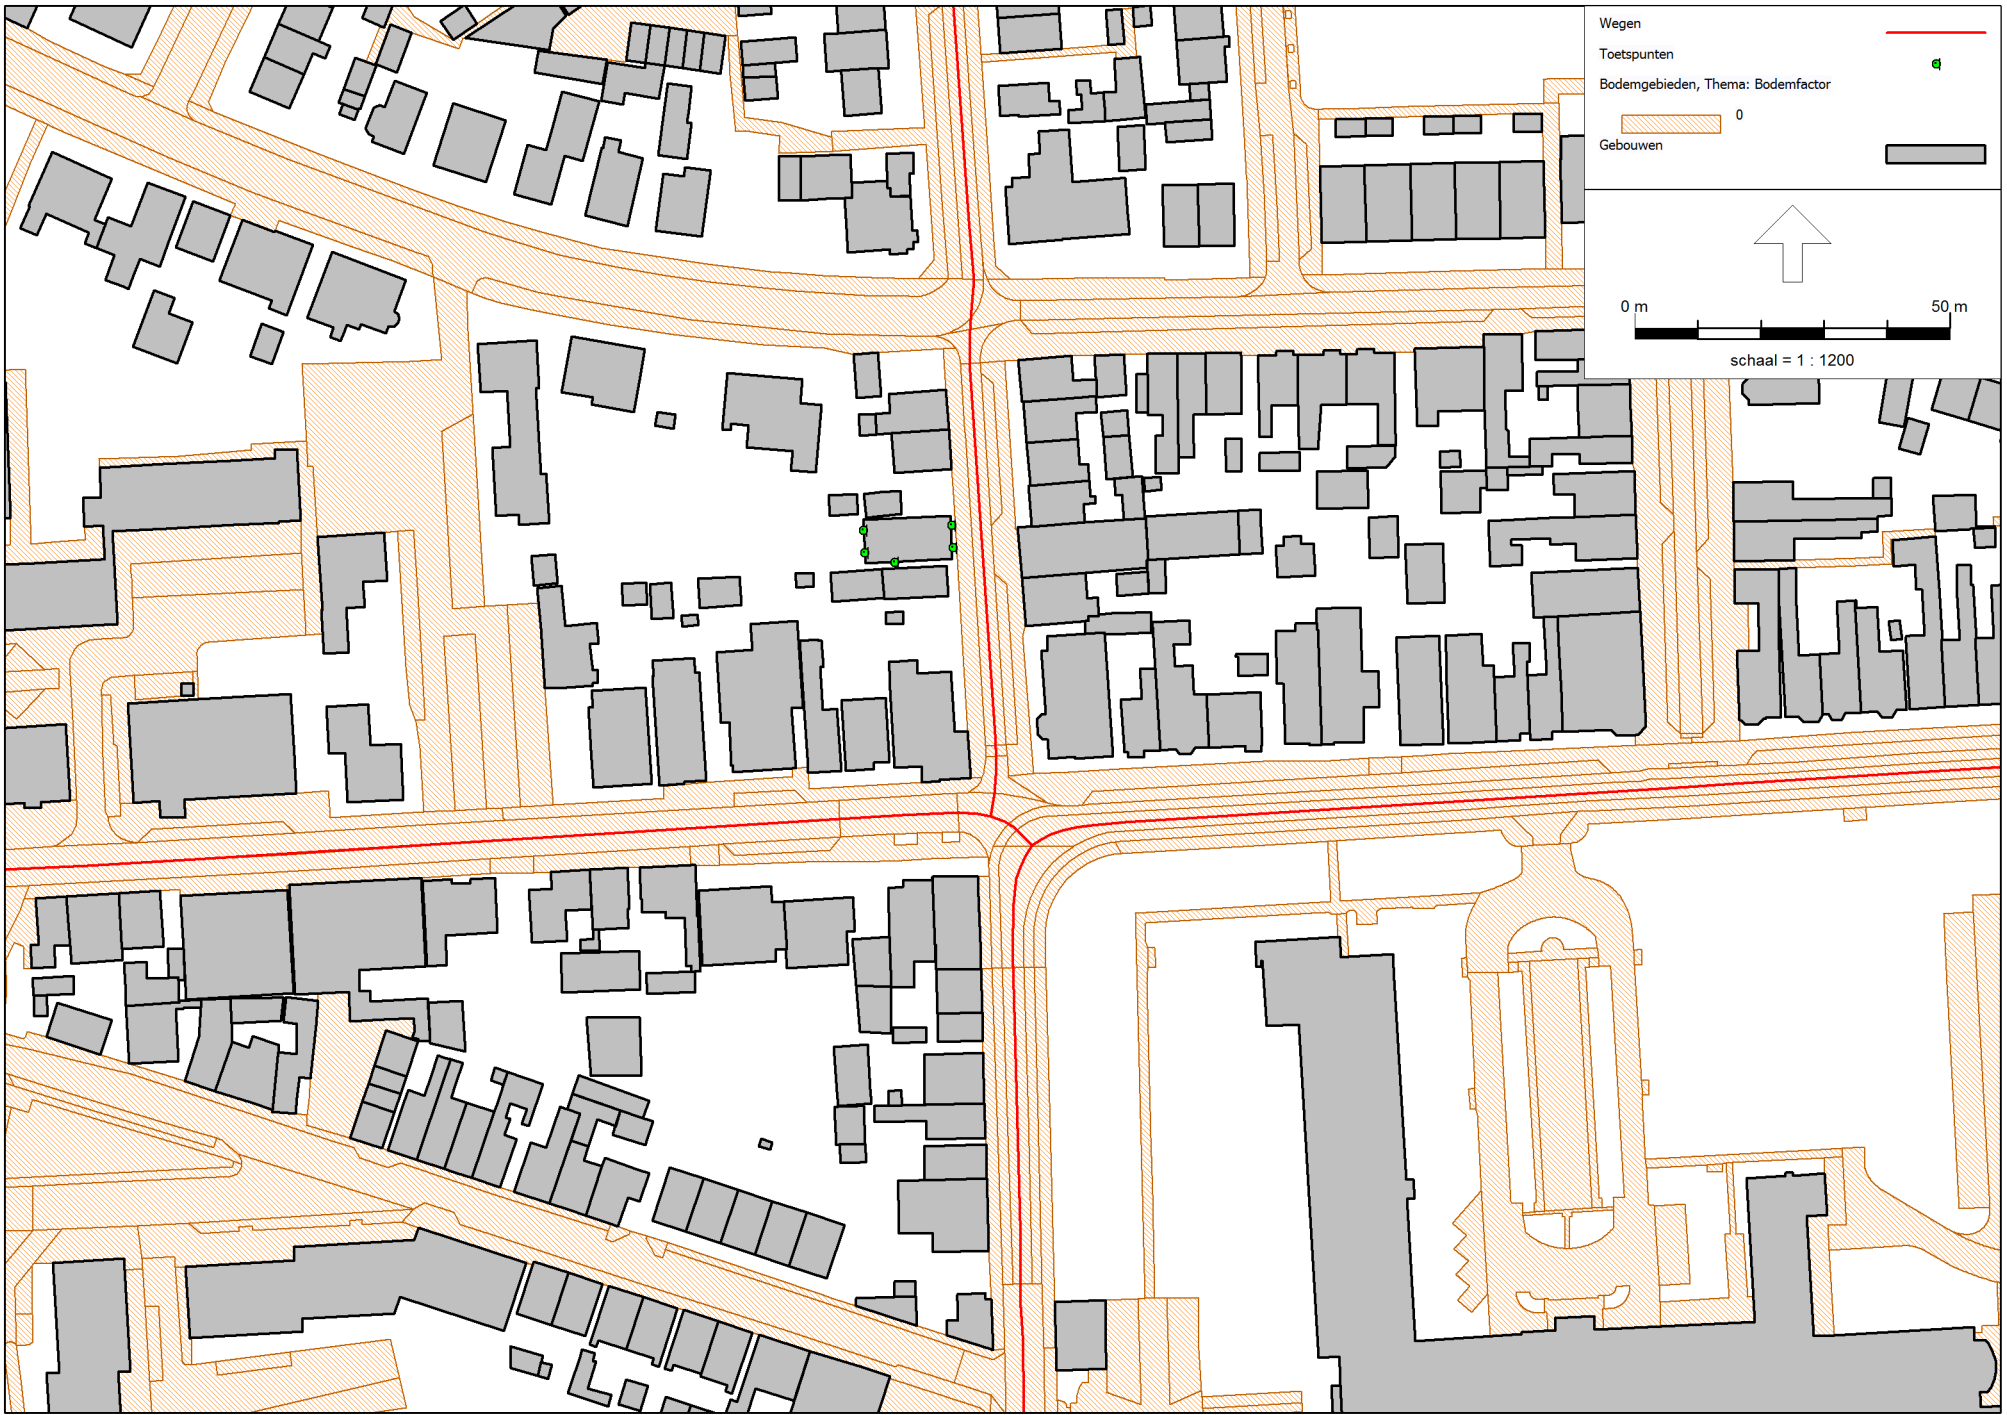 Wegen
Toetspunten
Bodemgebieden, Thema: Bodemfactor
0
Gebouwen
0 m 50 m
schaal = 1 : 1200